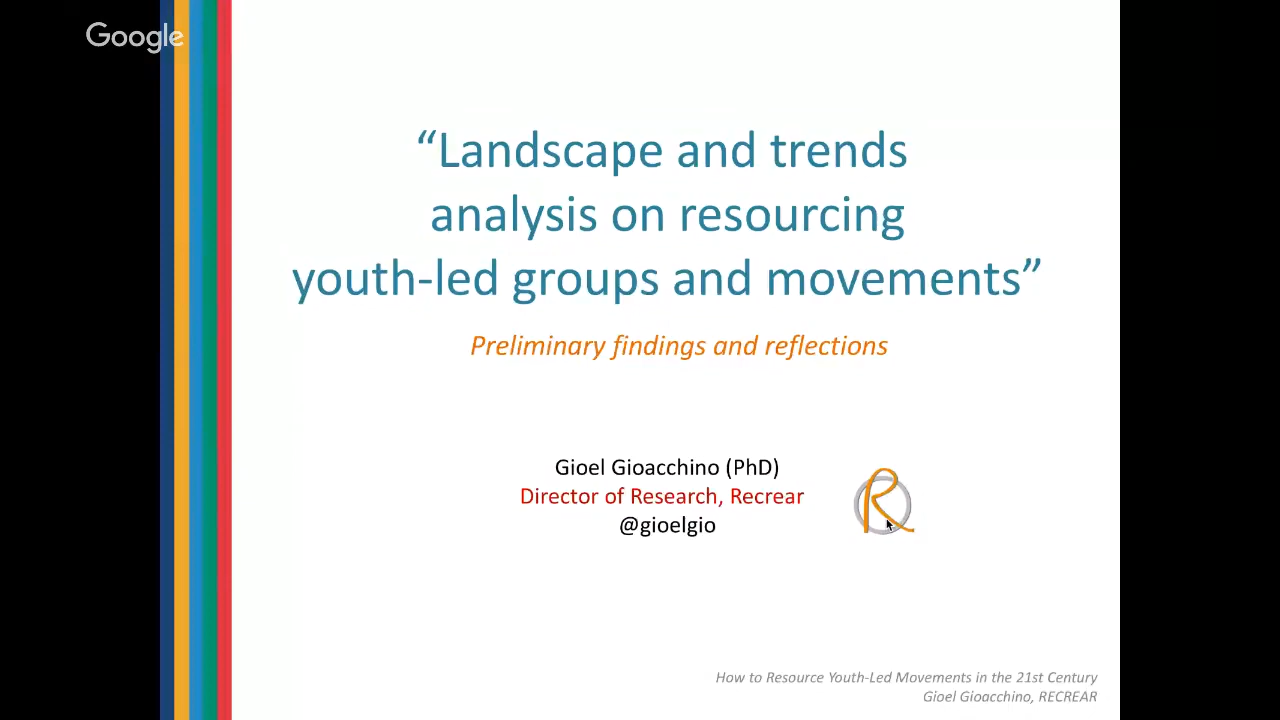 Google
“Landscape and trends
analysis on resourcing
youth-led groups and movements”
Preliminary findings and reflections
Gioel Gioacchino (PhD)
Director of Research, Recrear
@gioelgio
R
How to Resource Youth-Led Movements in the 21st Century
Gioel Gioacchino, RECREAR